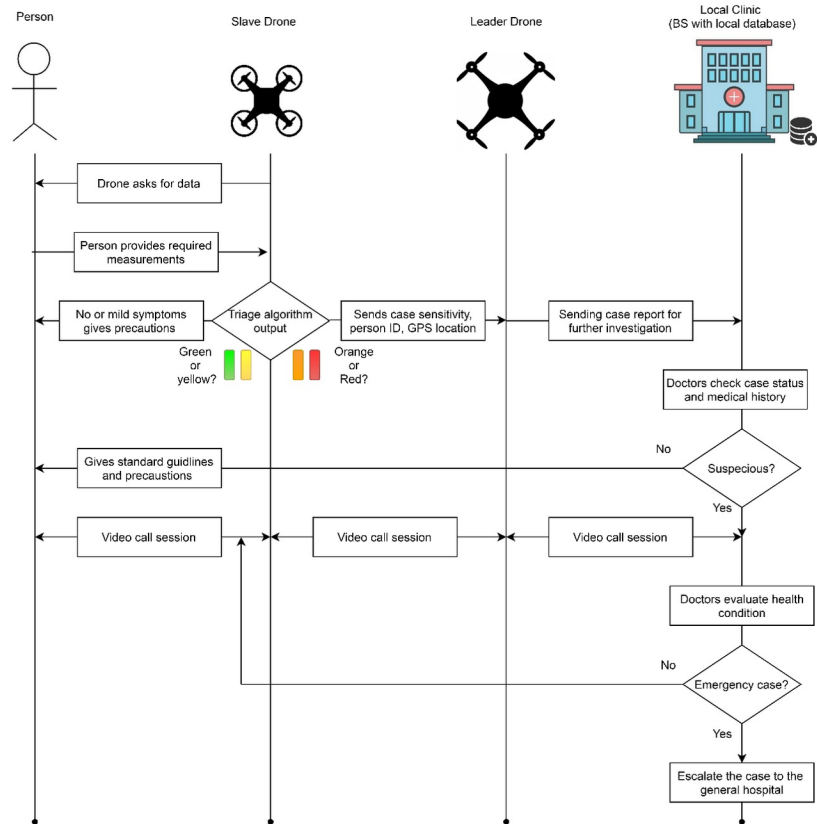 Person
Slave Drone
Leader Drone
Local Clinic
(BS with local database)
Drone asks for data
Person provides required
measurements
No or mild symptoms
gives precautions
Triage algorithm
output
Sends case sensitivity,
person ID, GPS location
Sending case report for
further investigation
Green
or
yellow?
Orange
or
Red?
Doctors check case status
and medical history
No
Suspecious?
Gives standard guidlines
and precaustions
Yes
Video call session
Video call session
Video call session
Doctors evaluate health
condition
No
Emergency case?
Yes
Escalate the case to the
general hospital